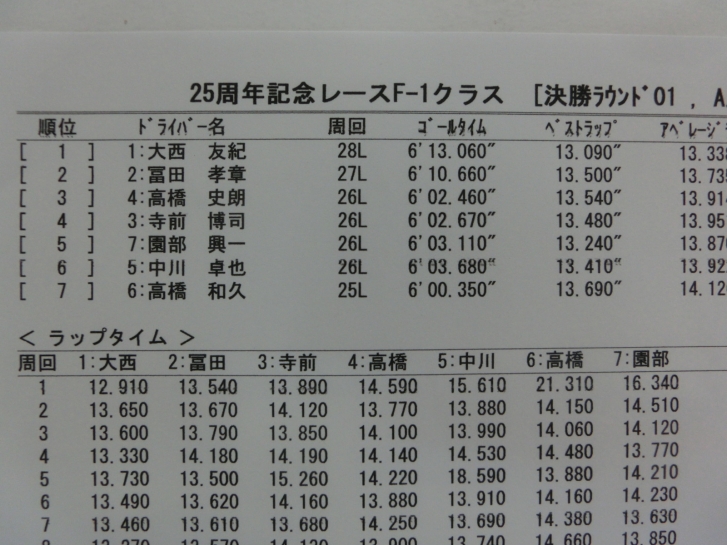 25周年記念レースF-1クラス [決勝ﾗｳﾝﾄﾞ01 , A
順位 ﾄﾞﾗｲﾊﾞｰ名 周回 ｺﾞｰﾙﾀｲﾑ ﾍﾞｽﾄﾗｯﾌﾟ ｱﾍﾞﾚｰｼﾞ
[ 1 ] 1:大西 友紀 28L 6'13.060" 13.090" 13.338
[ 2 ] 2:冨田 孝章 27L 6'10.660" 13.500" 13.735
[ 3 ] 4:高橋 史朗 26L 6'02.460" 13.540" 13.914
[ 4 ] 3:寺前 博司 26L 6'02.670" 13.480" 13.95
[ 5 ] 7:園部 興一 26L 6'03.110" 13.240" 13.870
[ 6 ] 5:中川 卓也 26L 6'03.680" 13.410" 13.92
[ 7 ] 6:高橋 和久 25L 6'00.350" 13.690" 14.12
< ラップタイム >
周回 1:大西 2:冨田 3:寺前 4:高橋 5:中川 6:高橋 7:園部
1 12.910 13.540 13.890 14.590 15.610 21.310 16.340
2 13.650 13.670 14.120 13.770 13.880 14.150 14.510
3 13.600 13.790 13.850 14.100 13.990 14.060 14.120
4 13.330 14.180 14.190 14.140 14.530 14.480 13.770
5 13.730 13.500 15.260 14.220 18.590 13.880 14.210
6 13.490 13.620 14.160 13.880 13.910 14.160 14.230
7 13.460 13.610 13.680 14.250 13.690 14.380 13.630
13.740 14.660 13.850